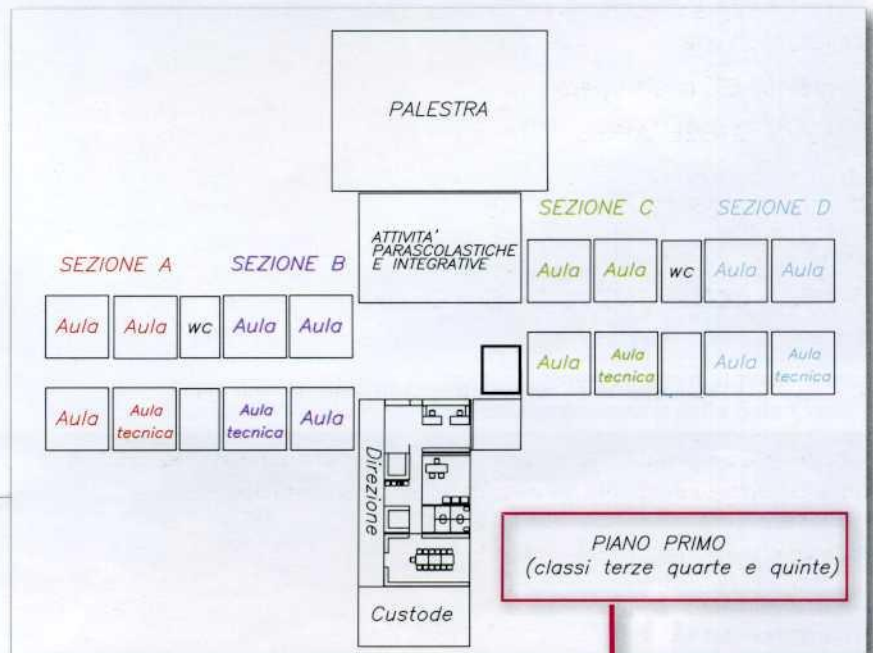 PALESTRA
ATTIVITA'
PARASCOLASTICHE
E INTEGRATIVE
SEZIONE A
SEZIONE B
SEZIONE C
SEZIONE D
Aula
Aula
wc
Aula
Aula
Aula
Aula
tecnica
Aula
tecnica
Aula
Aula
Aula
wc
Aula
Aula
Aula
Aula
tecnica
Aula
Aula
tecnica
Direzione
Custode
PIANO PRIMO
(classi terze quarte e quinte)